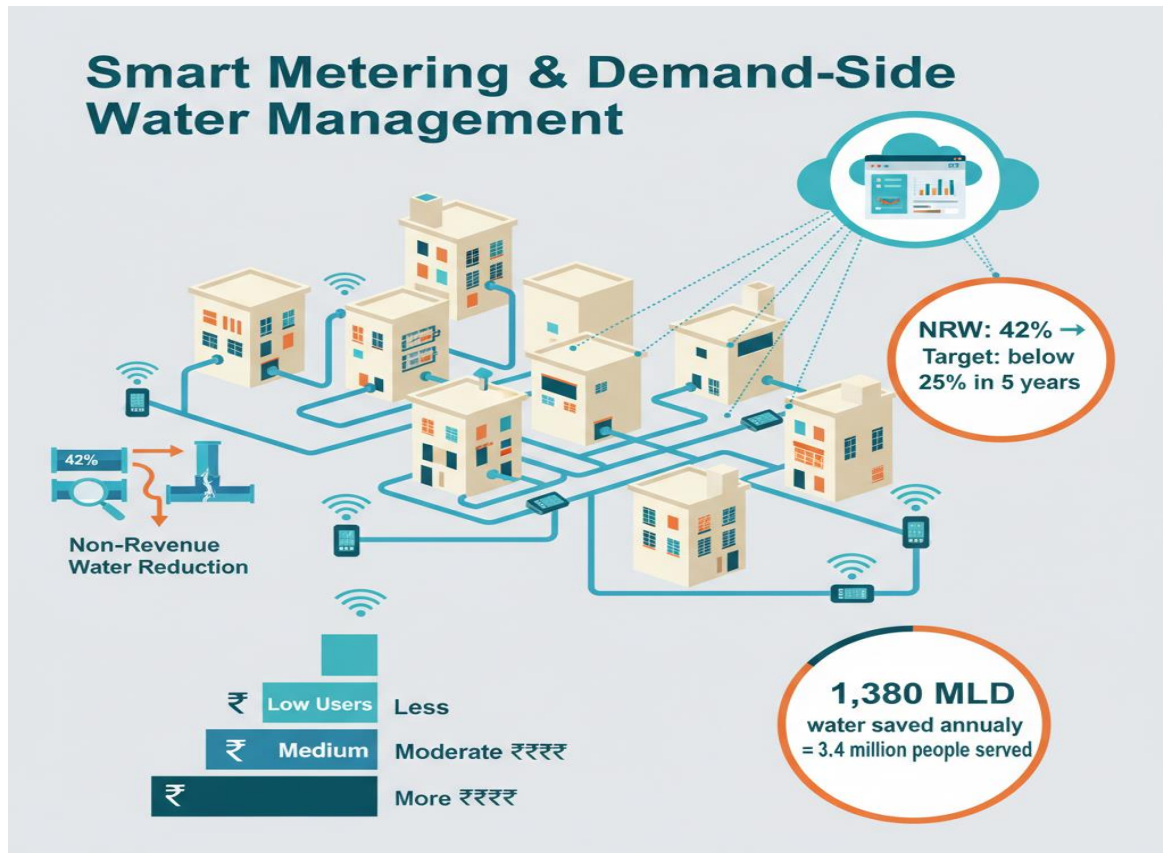 Smart Metering & Demand-Side
Water Management
NRW: 42% →
Target: below
25% in 5 years
42%
Non-Revenue
Water Reduction
₹ Low Users Less
₹ Medium Moderate ₹₹₹₹
₹ More ₹₹₹₹
1,380 MLD
water saved annualy
= 3.4 million people served